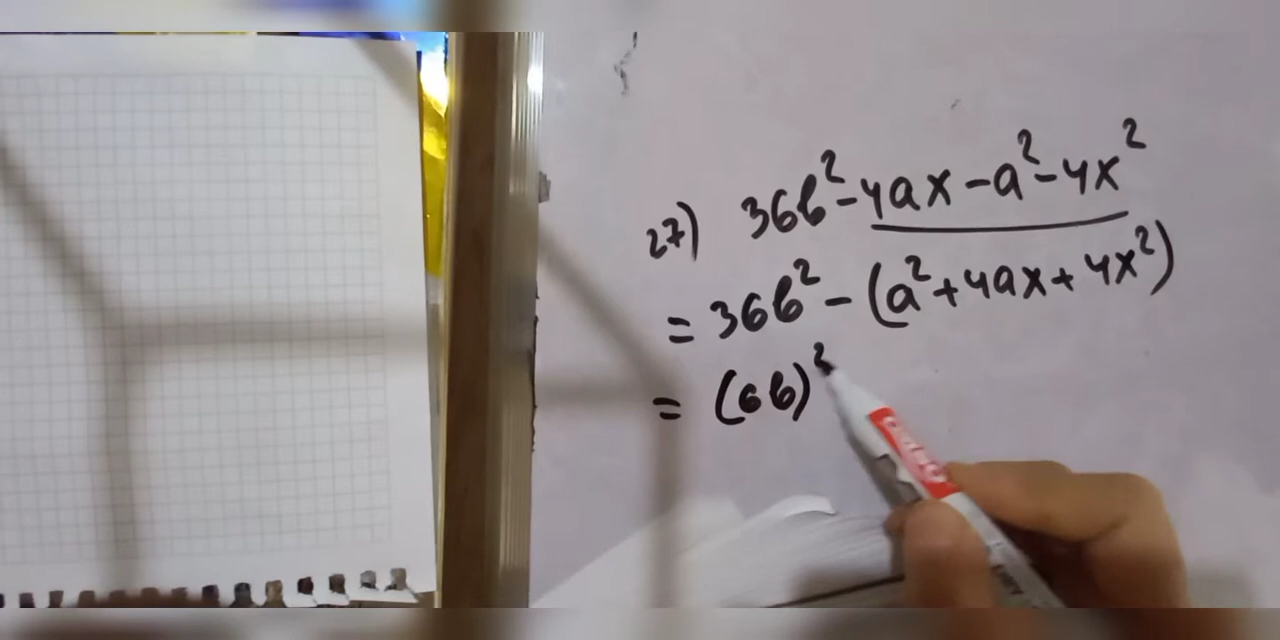 27) 36b² - 4ax - a² - 4x²
= 36b² - (a² + 4ax + 4x²)
= (6b)²